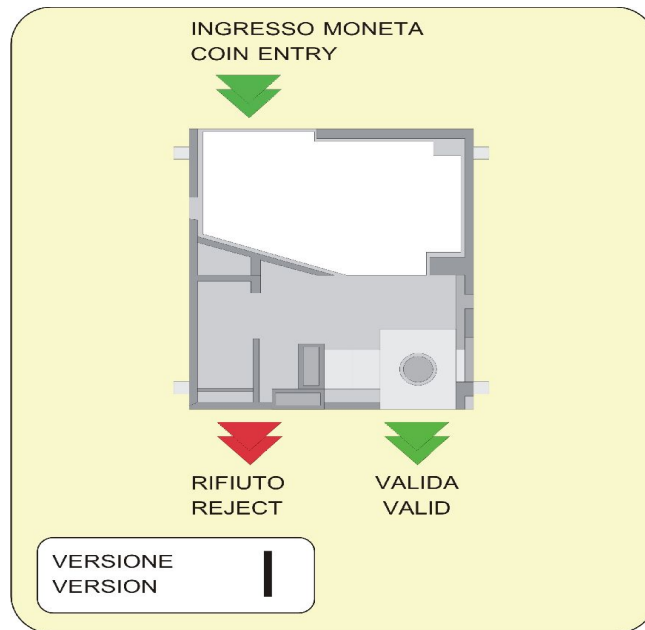 INGRESSO MONETA
COIN ENTRY
RIFIUTO
REJECT
VALIDA
VALID
VERSIONE
VERSION
I